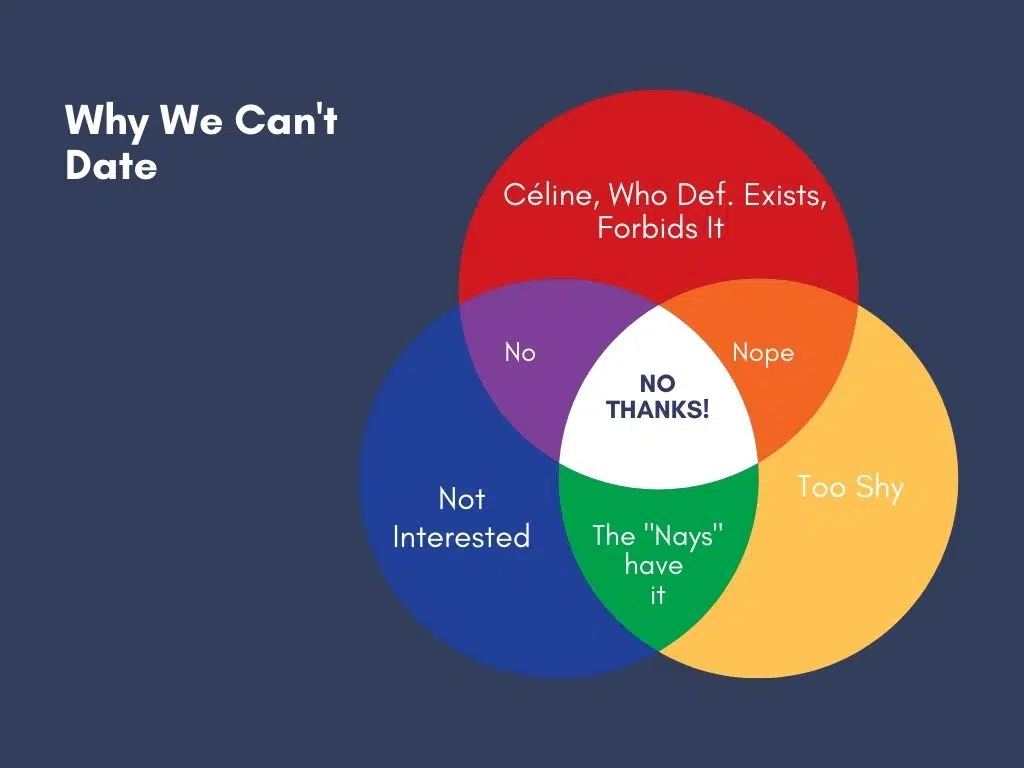 Why We Can't
Date
Céline, Who Def. Exists,
Forbids It
No
Nope
NO
THANKS!
Not
Interested
Too Shy
The "Nays"
have
it